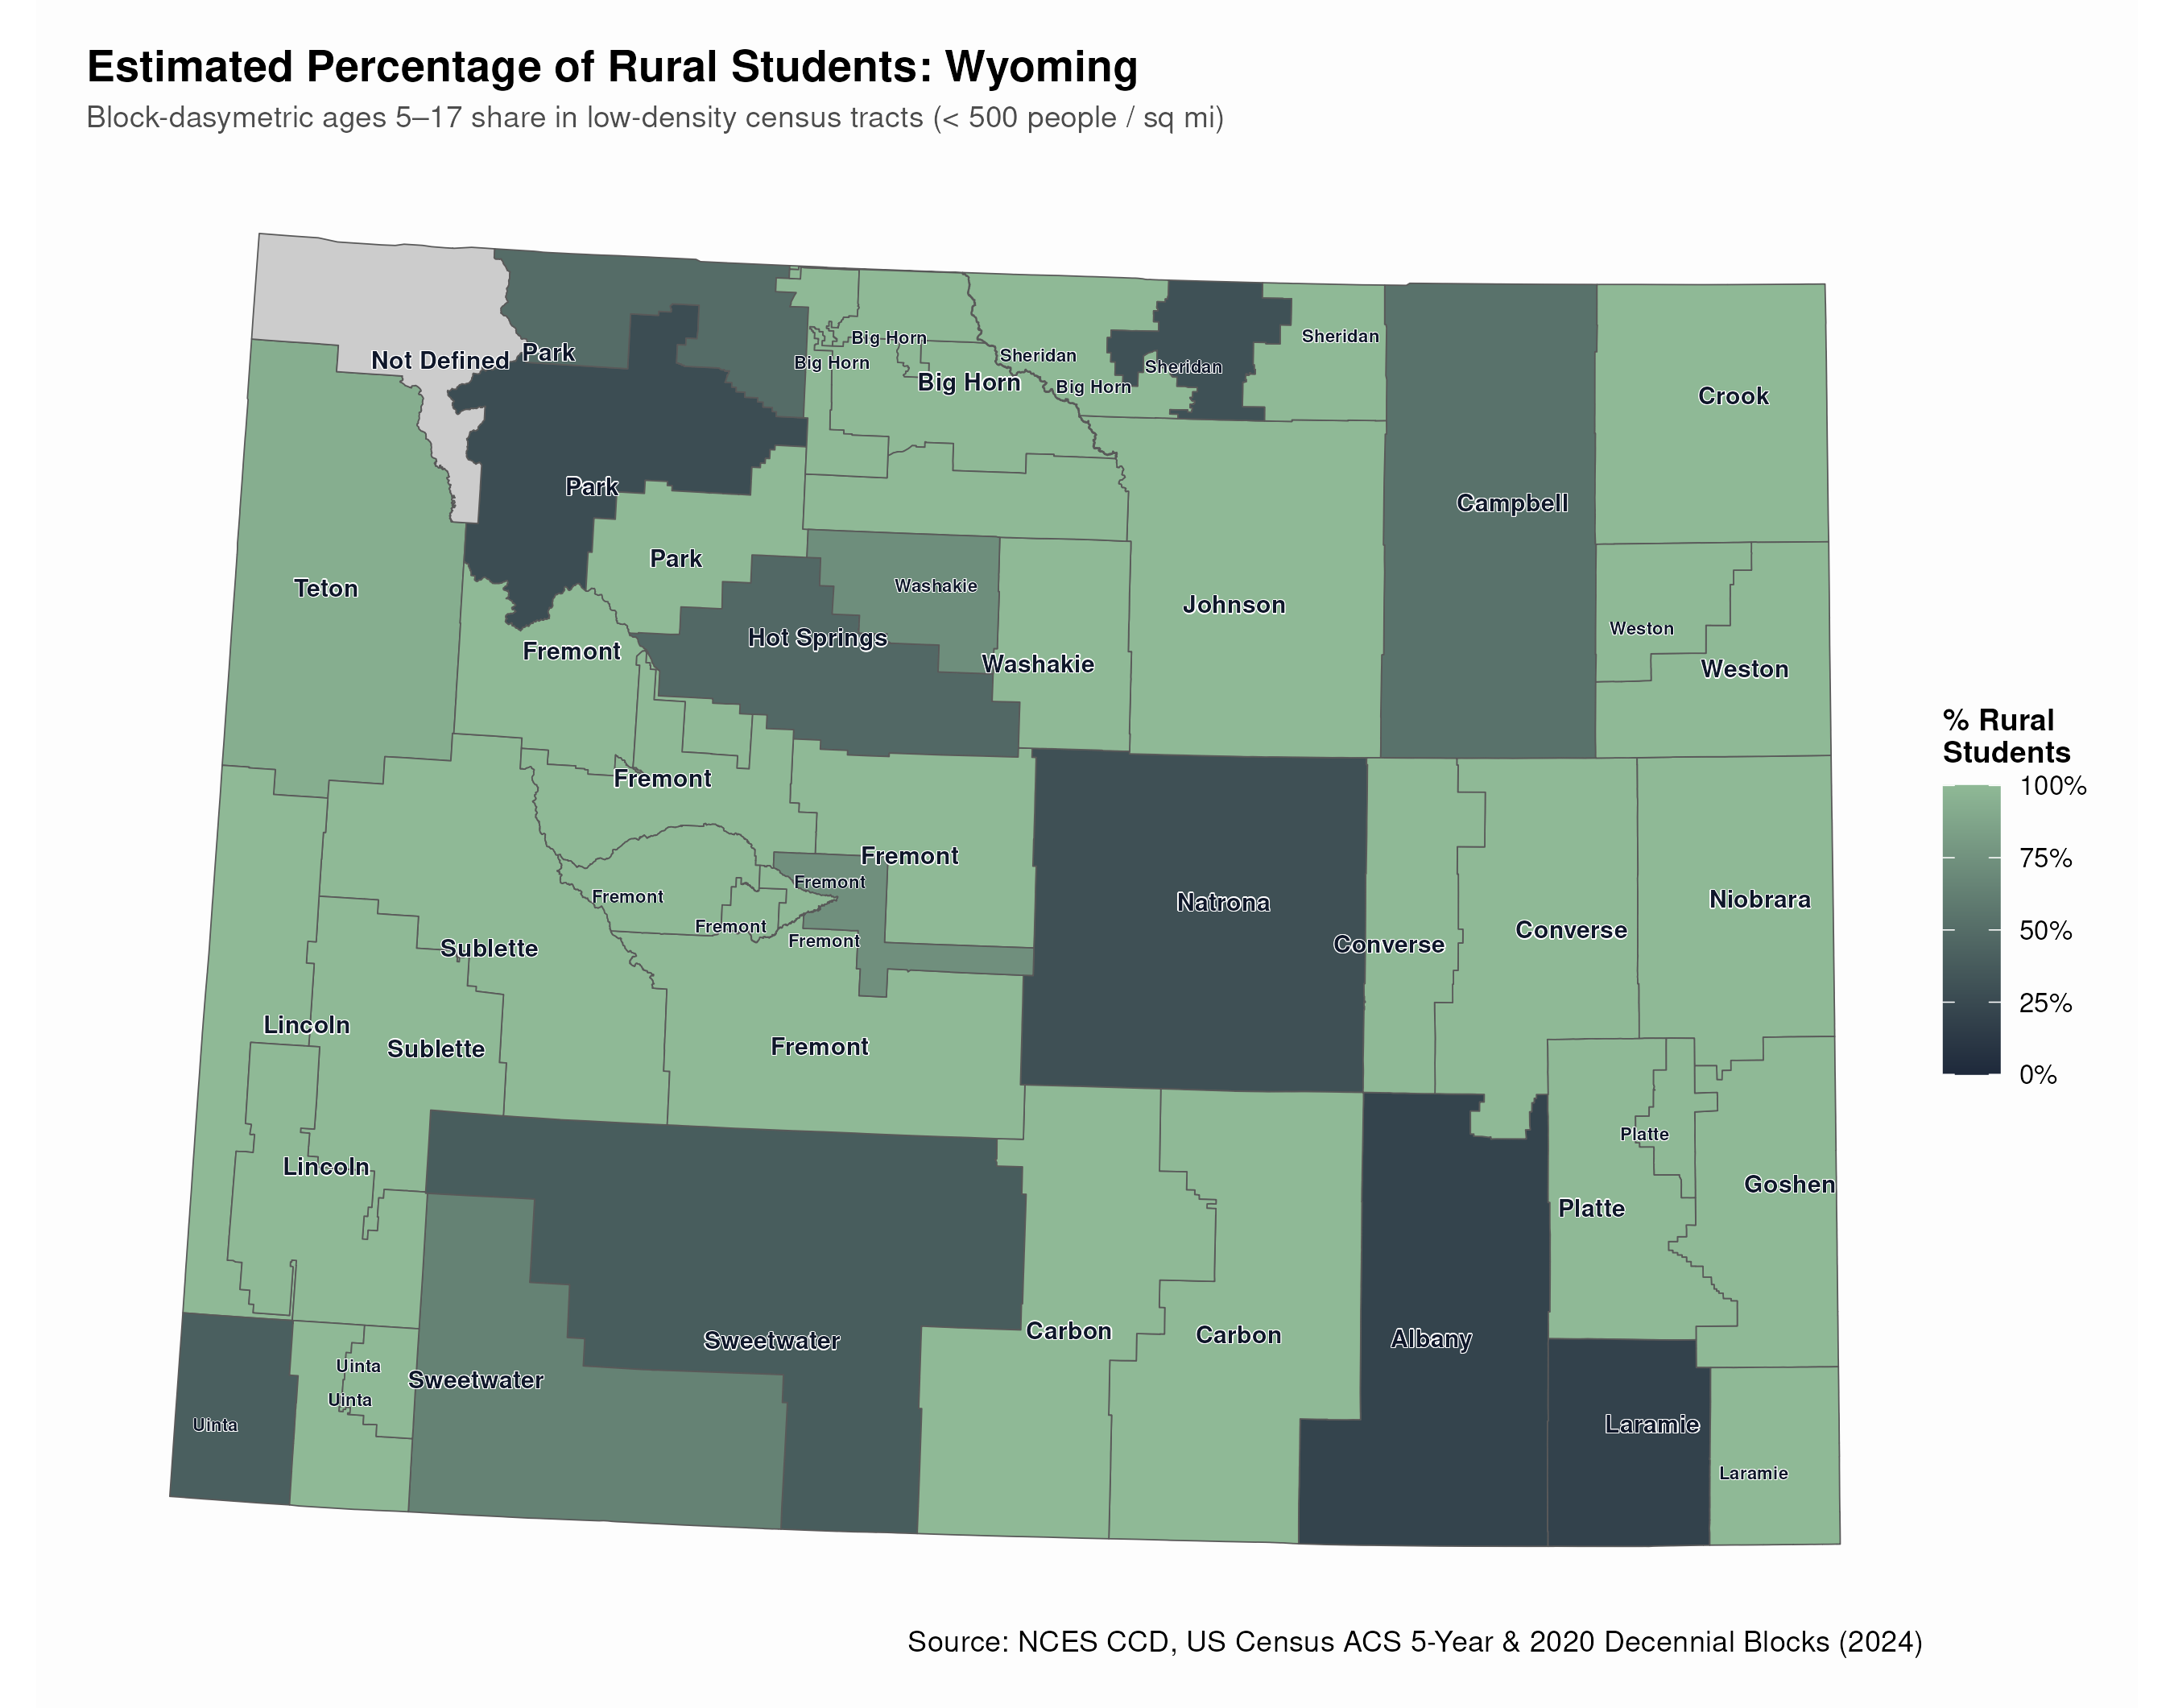 Estimated Percentage of Rural Students: Wyoming
Block-dasymetric ages 5–17 share in low-density census tracts (< 500 people / sq mi)
Not Defined
Park
Big Horn
Big Horn
Big Horn
Sheridan
Big Horn
Sheridan
Sheridan
Crook
Park
Campbell
Park
Teton
Washakie
Johnson
Weston
Fremont
Hot Springs
Washakie
Weston
Fremont
Fremont
Fremont
Fremont
Fremont
Fremont
Natrona
Converse
Converse
Niobrara
Sublette
Lincoln
Sublette
Fremont
Platte
Lincoln
Goshen
Platte
Sweetwater
Carbon
Carbon
Albany
Uinta
Sweetwater
Uinta
Uinta
Laramie
Laramie
% Rural
Students
100%
75%
50%
25%
0%
Source: NCES CCD, US Census ACS 5-Year & 2020 Decennial Blocks (2024)